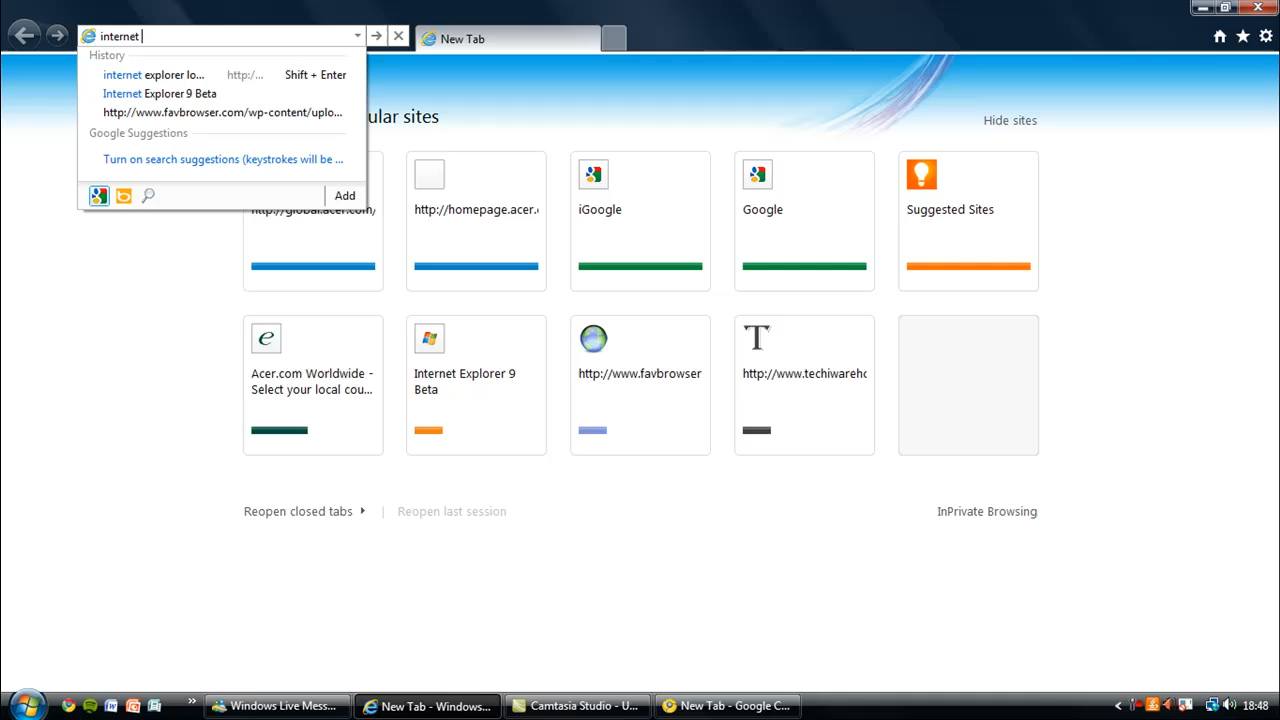 internet
New Tab
History
internet explorer lo... http:/... Shift + Enter
Internet Explorer 9 Beta
http://www.favbrowser.com/wp-content/uplo...
Google Suggestions
Turn on search suggestions (keystrokes will be ...
Add
ular sites
Hide sites
http://global.acer.com/
http://homepage.acer.
iGoogle
Google
Suggested Sites
e
Acer.com Worldwide -
Select your local cou...
Internet Explorer 9
Beta
http://www.favbrowser
T
http://www.techiwareho
Reopen closed tabs
Reopen last session
InPrivate Browsing
Windows Live Mess...
New Tab - Windows...
Camtasia Studio - U...
New Tab - Google C...
18:48